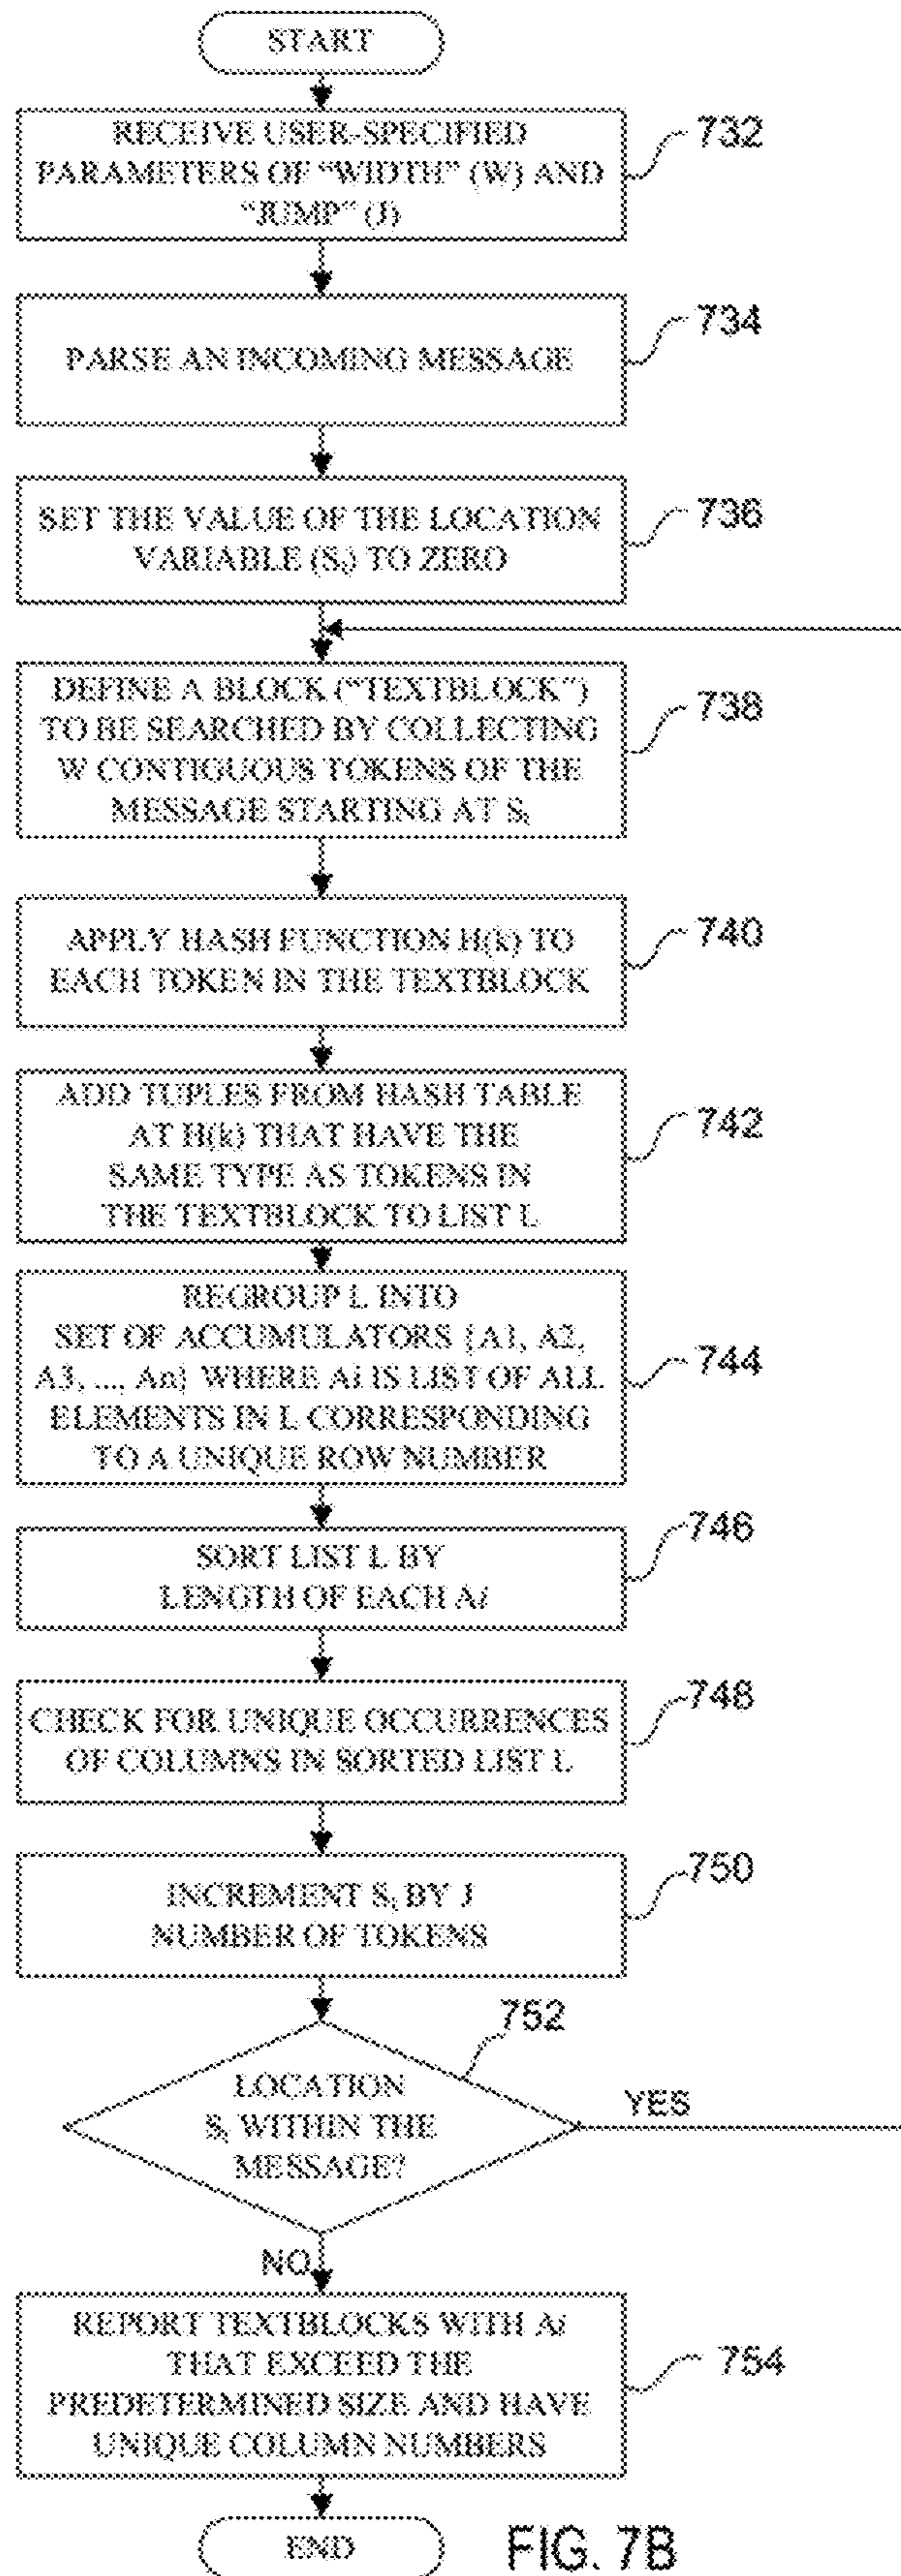 START
RECEIVE USER-SPECIFIED
PARAMETERS OF “WIDTH” (W) AND
“JUMP” (J)
732
PARSE AN INCOMING MESSAGE
734
SET THE VALUE OF THE LOCATION
VARIABLE (St) TO ZERO
736
DEFINE A BLOCK (“TEXTBLOCK”)
TO BE SEARCHED BY COLLECTING
W CONTIGUOUS TOKENS OF THE
MESSAGE STARTING AT St
738
APPLY HASH FUNCTION H(k) TO
EACH TOKEN IN THE TEXTBLOCK
740
ADD TUPLES FROM HASH TABLE
AT H(k) THAT HAVE THE
SAME TYPE AS TOKENS IN
THE TEXTBLOCK TO LIST L
742
REGROUP L INTO
SET OF ACCUMULATORS {A1, A2,
A3, ..., An} WHERE Ai IS LIST OF ALL
ELEMENTS IN L CORRESPONDING
TO A UNIQUE ROW NUMBER
744
SORT LIST L BY
LENGTH OF EACH Ai
746
CHECK FOR UNIQUE OCCURRENCES
OF COLUMNS IN SORTED LIST L
748
INCREMENT St BY J
NUMBER OF TOKENS
750
752
LOCATION
St WITHIN THE
MESSAGE?
YES
NO
REPORT TEXTBLOCKS WITH Ai
THAT EXCEED THE
PREDETERMINED SIZE AND HAVE
UNIQUE COLUMN NUMBERS
754
END
FIG. 7B